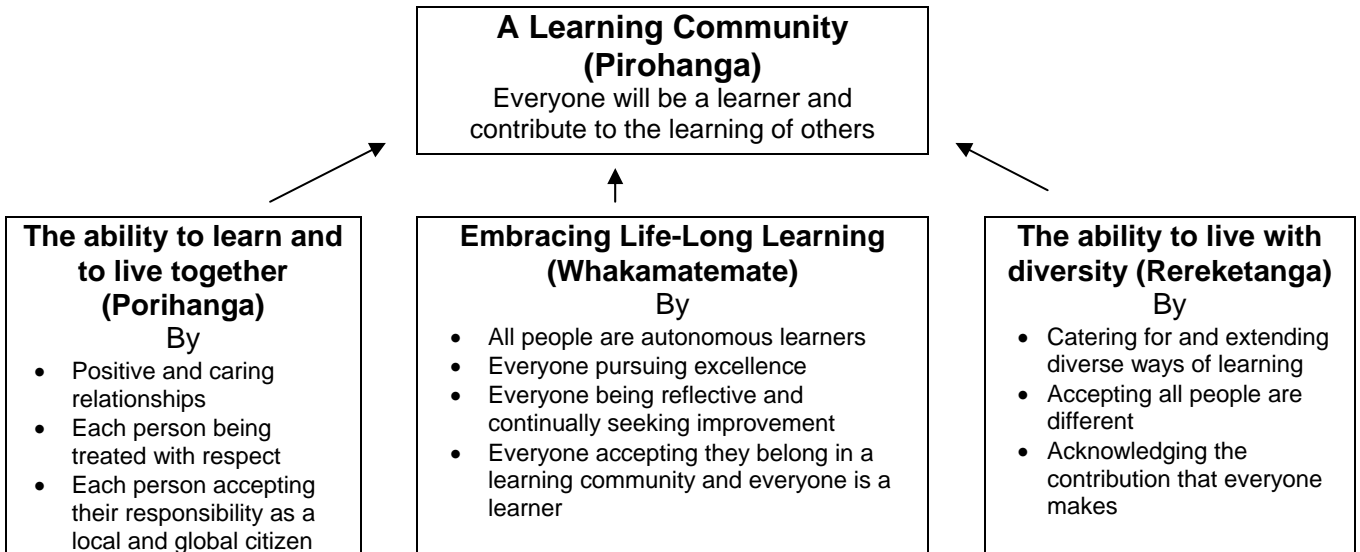 A Learning Community
(Pirohanga)
Everyone will be a learner and
contribute to the learning of others
The ability to learn and
to live together
(Porihanga)
By
• Positive and caring
relationships
• Each person being
treated with respect
• Each person accepting
their responsibility as a
local and global citizen
Embracing Life-Long Learning
(Whakamatemate)
By
• All people are autonomous learners
• Everyone pursuing excellence
• Everyone being reflective and
continually seeking improvement
• Everyone accepting they belong in a
learning community and everyone is a
learner
The ability to live with
diversity (Rereketanga)
By
• Catering for and extending
diverse ways of learning
• Accepting all people are
different
• Acknowledging the
contribution that everyone
makes